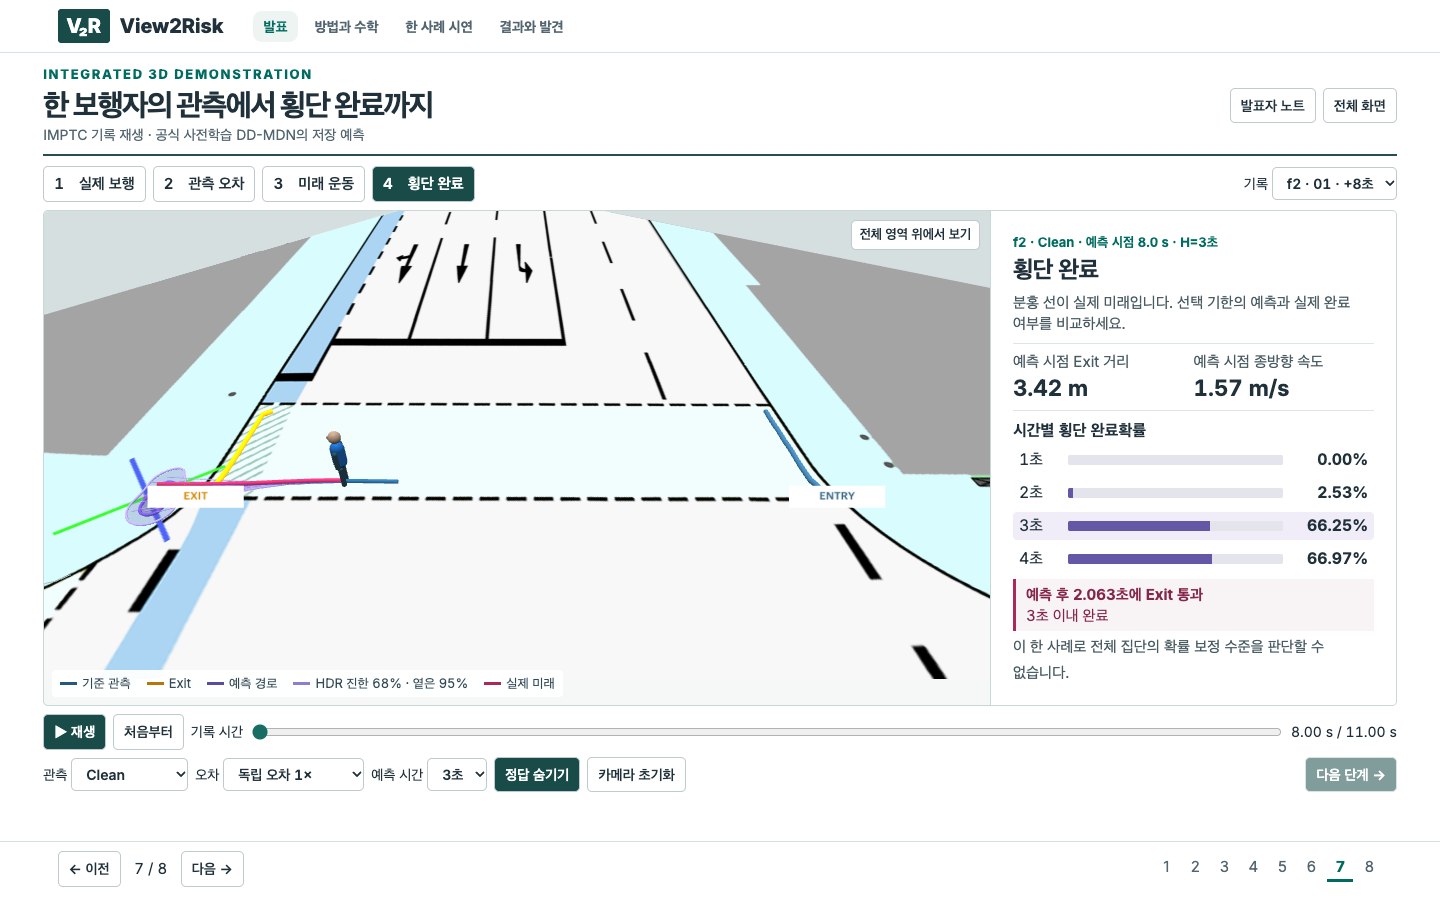 V2R View2Risk 발표 방법과 수학 한 사례 시연 결과와 발견
INTEGRATED 3D DEMONSTRATION
한 보행자의 관측에서 횡단 완료까지
IMPTC 기록 재생 · 공식 사전학습 DD-MDN의 저장 예측
발표자 노트 전체 화면
1 실제 보행 2 관측 오차 3 미래 운동 4 횡단 완료
기록 f2 · 01 · +8초
전체 영역 위에서 보기
EXIT
ENTRY
기준 관측 Exit 예측 경로 HDR 진한 68% · 옅은 95% 실제 미래
f2 · Clean · 예측 시점 8.0 s · H=3초
횡단 완료
분홍 선이 실제 미래입니다. 선택 기한의 예측과 실제 완료
여부를 비교하세요.
예측 시점 Exit 거리 예측 시점 종방향 속도
3.42 m 1.57 m/s
시간별 횡단 완료확률
1초 0.00%
2초 2.53%
3초 66.25%
4초 66.97%
예측 후 2.063초에 Exit 통과
3초 이내 완료
이 한 사례로 전체 집단의 확률 보정 수준을 판단할 수
없습니다.
▶ 재생 처음부터 기록 시간 8.00 s / 11.00 s
관측 Clean 오차 독립 오차 1× 예측 시간 3초 정답 숨기기 카메라 초기화 다음 단계 →
← 이전 7 / 8 다음 → 1 2 3 4 5 6 7 8